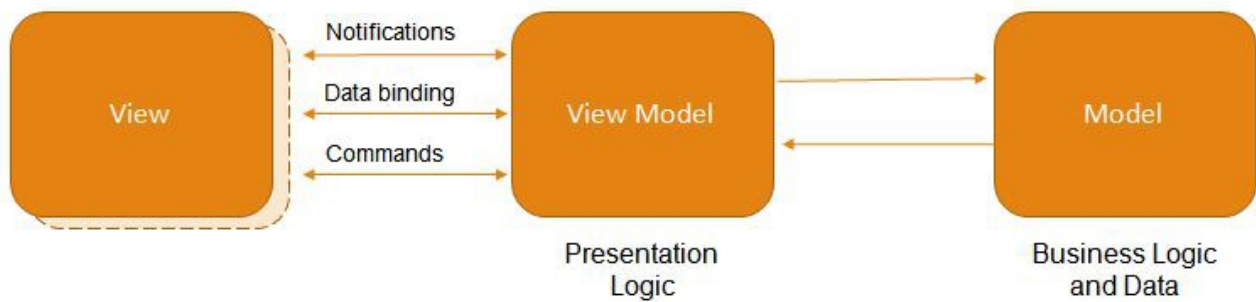 Notifications
Data binding
Commands
View
View Model
Model
Presentation
Logic
Business Logic
and Data